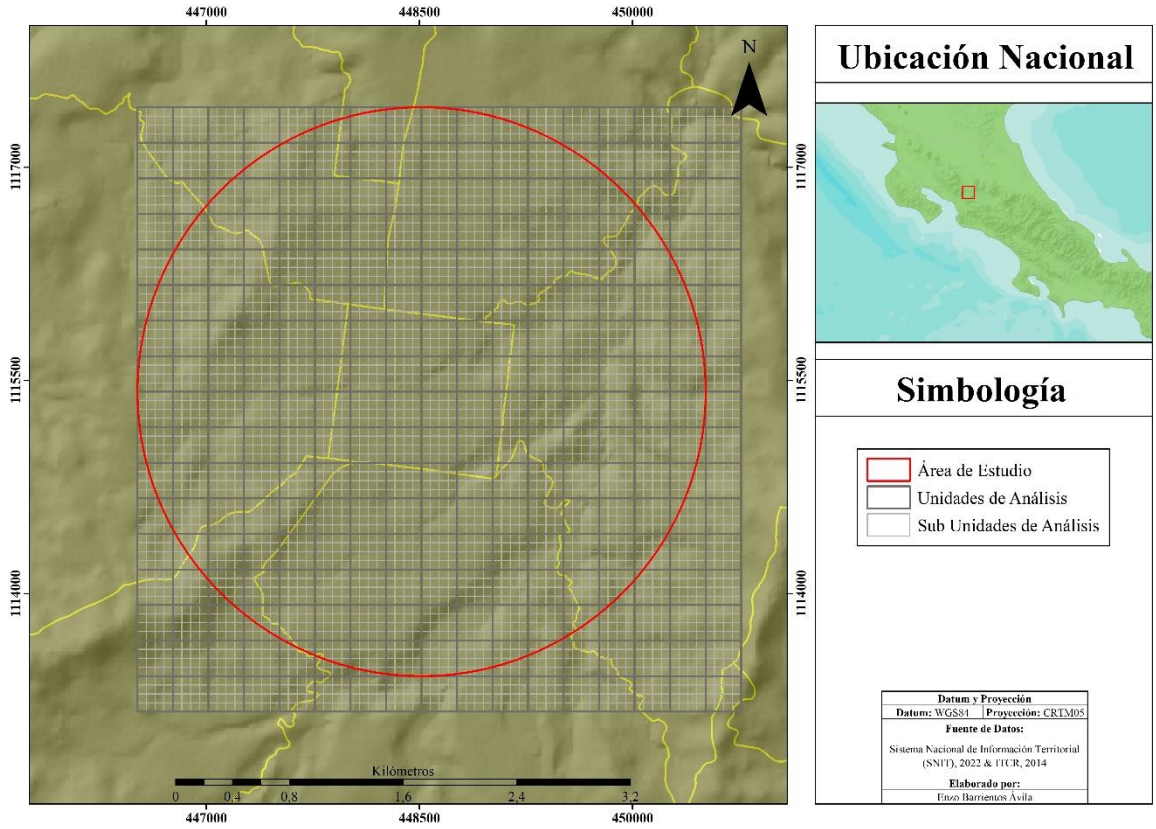 447000 448500 450000
N
1117000
1115500
1114000
1117000
1115500
1114000
Kilómetros
0 0,4 0,8 1,6 2,4 3,2
447000 448500 450000
Ubicación Nacional
Simbología
Área de Estudio
Unidades de Análisis
Sub Unidades de Análisis
Datum y Proyección
Datum: WGS84 Proyección: CRTM05
Fuente de Datos:
Sistema Nacional de Información Territorial
(SNIT), 2022 & ITCR, 2014
Elaborado por:
Enzo Barrientos Ávila